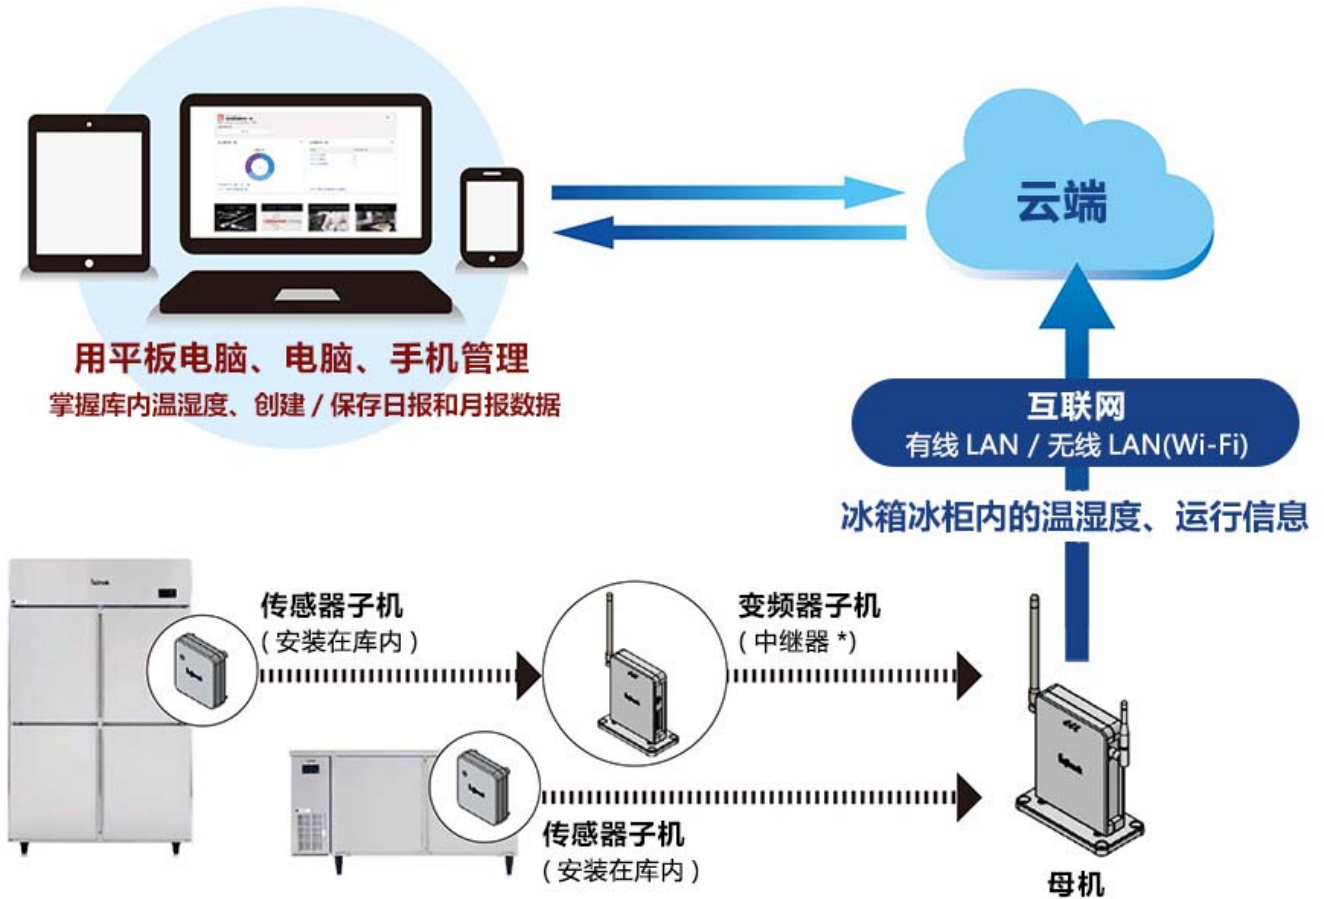 云端
用平板电脑、电脑、手机管理
掌握库内温湿度、创建 / 保存日报和月报数据
互联网
有线 LAN / 无线 LAN(Wi-Fi)
冰箱冰柜内的温湿度、运行信息
传感器子机
( 安装在库内 )
变频器子机
( 中继器 *)
传感器子机
( 安装在库内 )
母机